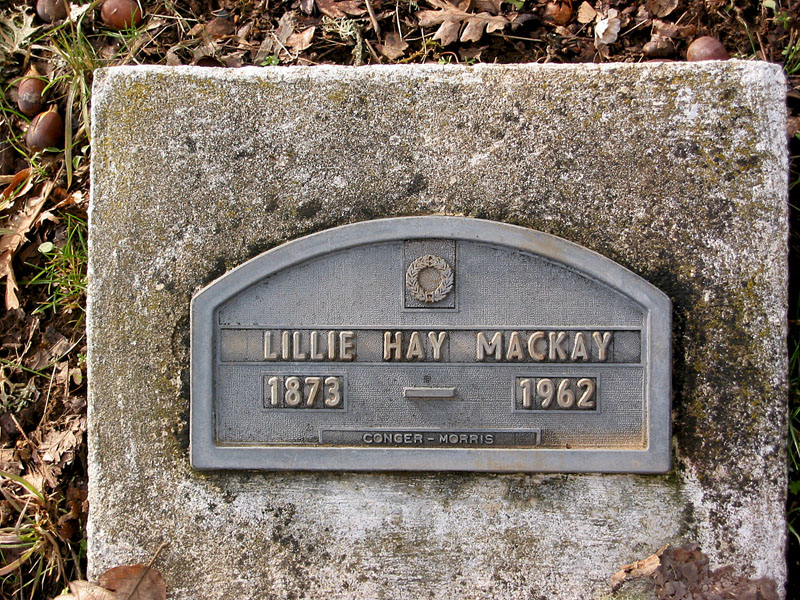 LILLIE HAY MACKAY
1873 – 1962
CONGER - MORRIS